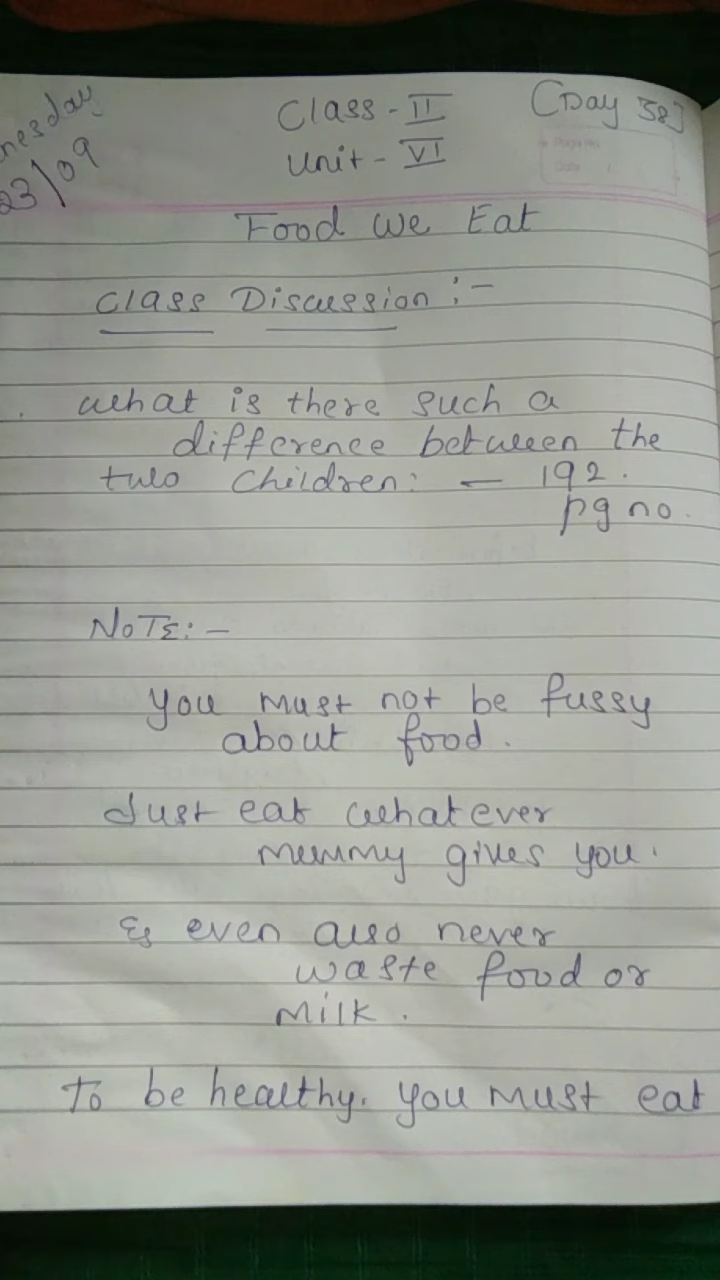 nesday
23/09
Class - II
[Day 38]
Unit - VI
Food We Eat
Class Discussion :-
. what is there such a
difference between the
two children: - 192.
pg no.
NOTE:-
You must not be fussy
about food.
Just eat whatever
mummy gives you.
& even also never
waste food or
milk.
To be healthy. You must eat